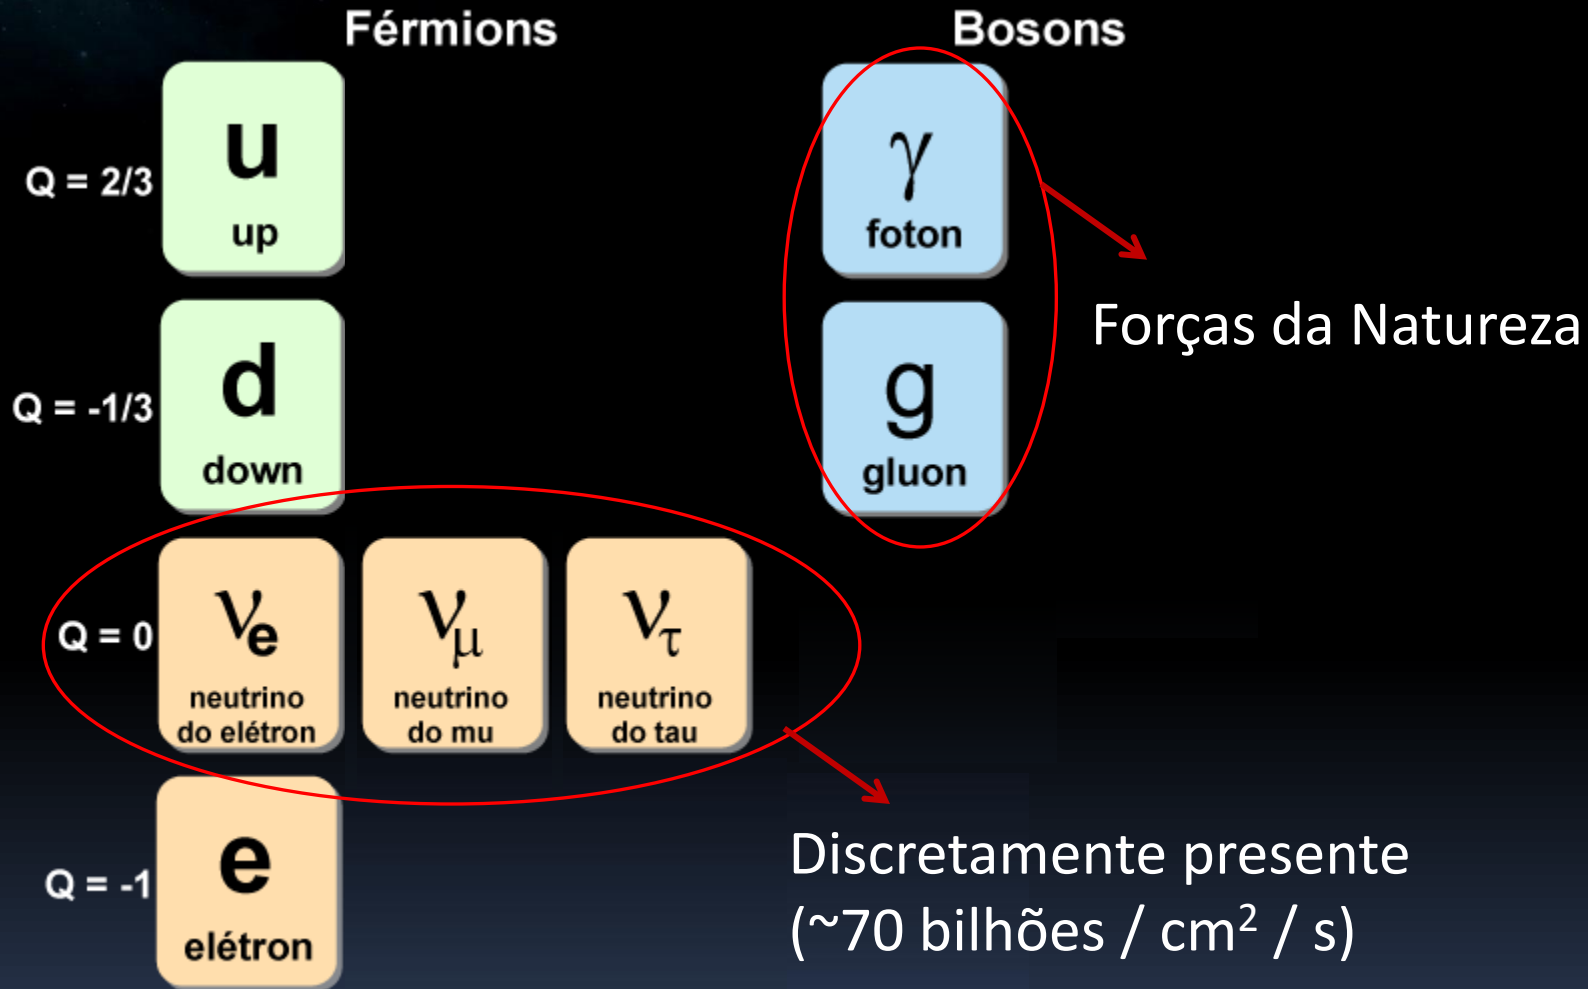 Férmions
Bosons
Q = 2/3
u
up
γ
foton
Forças da Natureza
Q = -1/3
d
down
g
gluon
Q = 0
νe
neutrino
do elétron
νμ
neutrino
do mu
ντ
neutrino
do tau
Q = -1
e
elétron
Discretamente presente
(~70 bilhões / cm² / s)